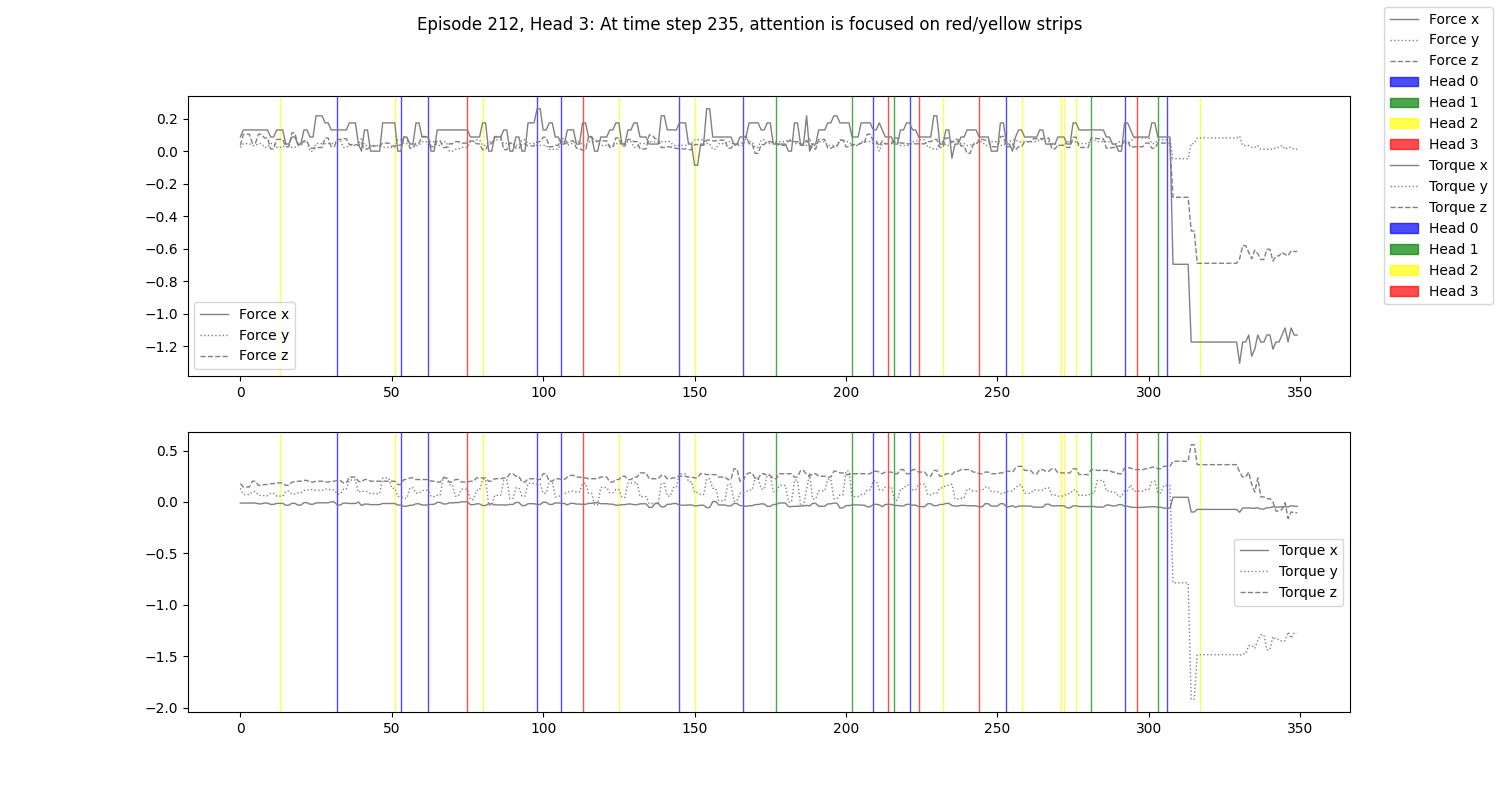 Episode 212, Head 3: At time step 235, attention is focused on red/yellow strips
Force x
Force y
Force z
Head 0
Head 1
Head 2
Head 3
Torque x
Torque y
Torque z
Head 0
Head 1
Head 2
Head 3
0.2
0.0
−0.2
−0.4
−0.6
−0.8
−1.0
−1.2
Force x
Force y
Force z
0 50 100 150 200 250 300 350
0.5
0.0
−0.5
−1.0
−1.5
−2.0
Torque x
Torque y
Torque z
0 50 100 150 200 250 300 350